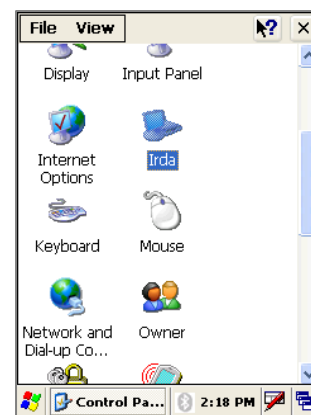 File View
Display Input Panel
Internet Options Irda
Keyboard Mouse
Network and Dial-up Co... Owner
Control Pa... 2:18 PM